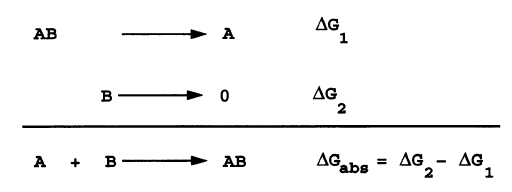 AB ⟶ A ΔG1
B ⟶ 0 ΔG2
A + B ⟶ AB ΔGabs = ΔG2 - ΔG1